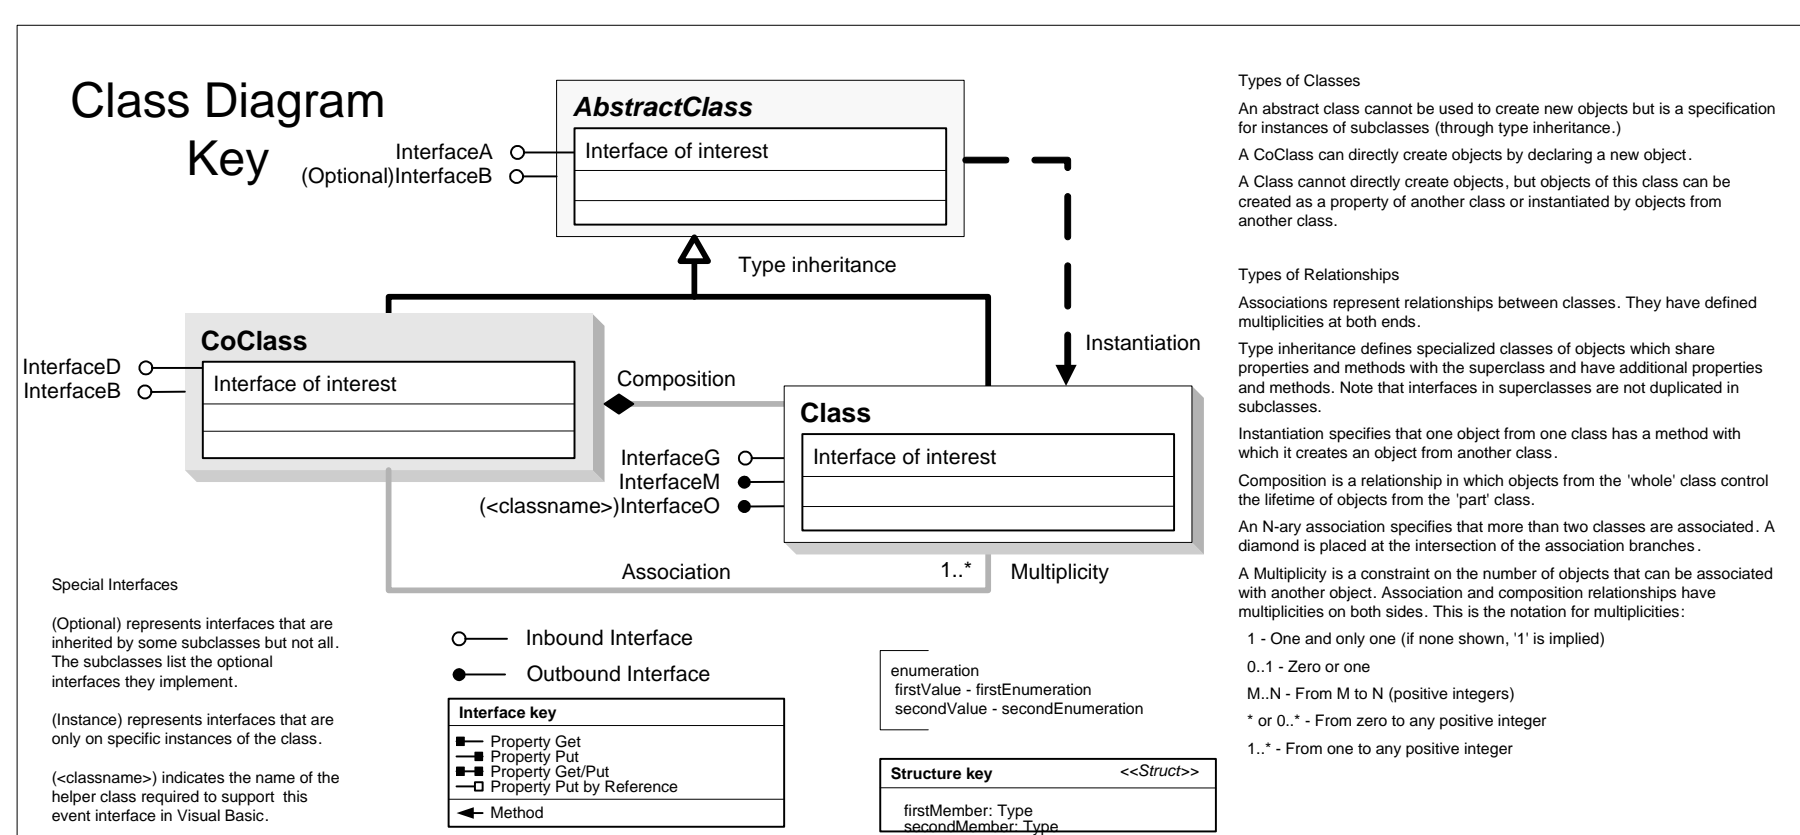 Class Diagram
Key
AbstractClass
Interface of interest
InterfaceA
(Optional)InterfaceB
Type inheritance
CoClass
Interface of interest
InterfaceD
InterfaceB
Composition
Instantiation
Class
Interface of interest
InterfaceG
InterfaceM
(<classname>)InterfaceO
Association
1..*
Multiplicity
Special Interfaces
(Optional) represents interfaces that are
inherited by some subclasses but not all.
The subclasses list the optional
interfaces they implement.
(Instance) represents interfaces that are
only on specific instances of the class.
(<classname>) indicates the name of the
helper class required to support this
event interface in Visual Basic.
Inbound Interface
Outbound Interface
Interface key
Property Get
Property Put
Property Get/Put
Property Put by Reference
Method
enumeration
firstValue - firstEnumeration
secondValue - secondEnumeration
Structure key <<Struct>>
firstMember: Type
secondMember: Type
Types of Classes
An abstract class cannot be used to create new objects but is a specification
for instances of subclasses (through type inheritance.)
A CoClass can directly create objects by declaring a new object.
A Class cannot directly create objects, but objects of this class can be
created as a property of another class or instantiated by objects from
another class.
Types of Relationships
Associations represent relationships between classes. They have defined
multiplicities at both ends.
Type inheritance defines specialized classes of objects which share
properties and methods with the superclass and have additional properties
and methods. Note that interfaces in superclasses are not duplicated in
subclasses.
Instantiation specifies that one object from one class has a method with
which it creates an object from another class.
Composition is a relationship in which objects from the 'whole' class control
the lifetime of objects from the 'part' class.
An N-ary association specifies that more than two classes are associated. A
diamond is placed at the intersection of the association branches.
A Multiplicity is a constraint on the number of objects that can be associated
with another object. Association and composition relationships have
multiplicities on both sides. This is the notation for multiplicities:
1 - One and only one (if none shown, '1' is implied)
0..1 - Zero or one
M..N - From M to N (positive integers)
* or 0..* - From zero to any positive integer
1..* - From one to any positive integer